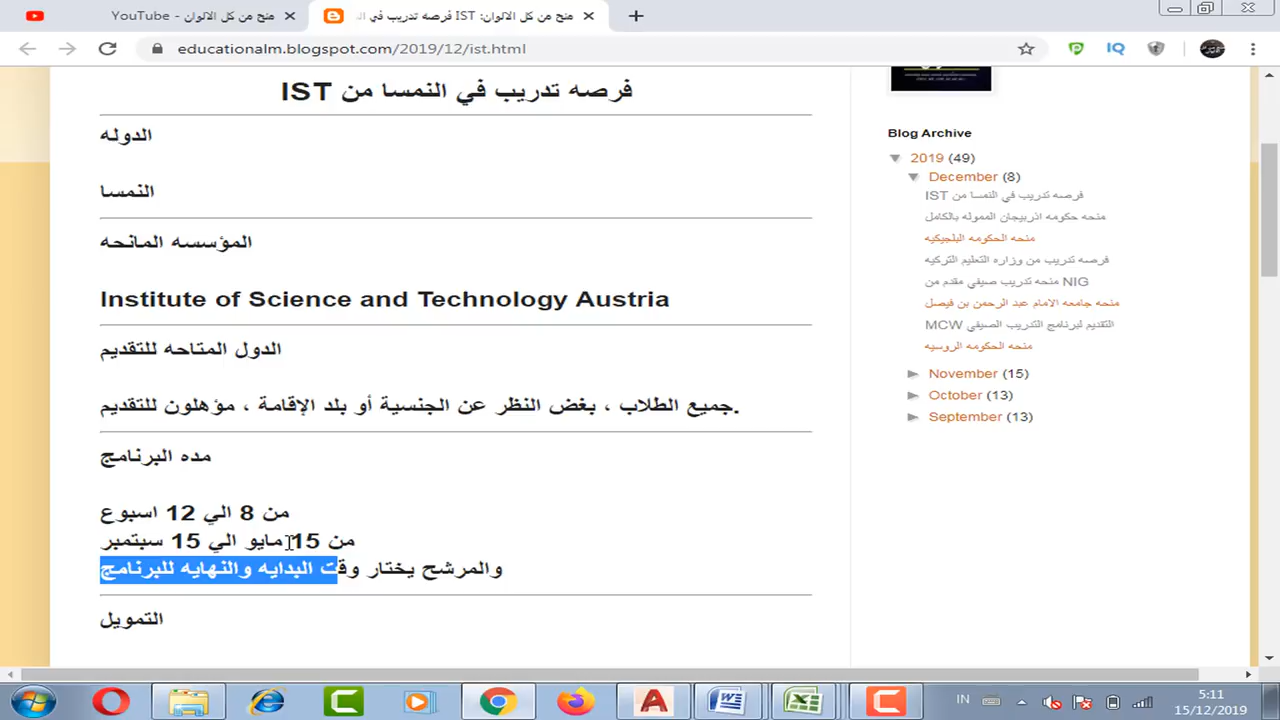 منح من كل الالوان - YouTube
منح من كل الالوان: IST فرصه تدريب في ال
educationalm.blogspot.com/2019/12/ist.html
IQ
فرصه تدريب في النمسا من IST
الدوله
النمسا
المؤسسه المانحه
Institute of Science and Technology Austria
الدول المتاحه للتقديم
جميع الطلاب ، بغض النظر عن الجنسية أو بلد الإقامة ، مؤهلون للتقديم.
مده البرنامج
من 8 الي 12 اسبوع
من 15 مايو الي 15 سبتمبر
والمرشح يختار وقت البدايه والنهايه للبرنامج
التمويل
Blog Archive
▼ 2019 (49)
▼ December (8)
فرصه تدريب في النمسا من IST
منحه حكومه اذربيجان المموله بالكامل
منحه الحكومه البلجيكيه
فرصه تدريب من وزاره التعليم التركيه
NIG منحه تدريب صيفي مقدم من
منحه جامعه الامام عبد الرحمن بن فيصل
التقديم لبرنامج التدريب الصيفي MCW
منحه الحكومه الروسيه
► November (15)
► October (13)
► September (13)
IN
5:11
15/12/2019